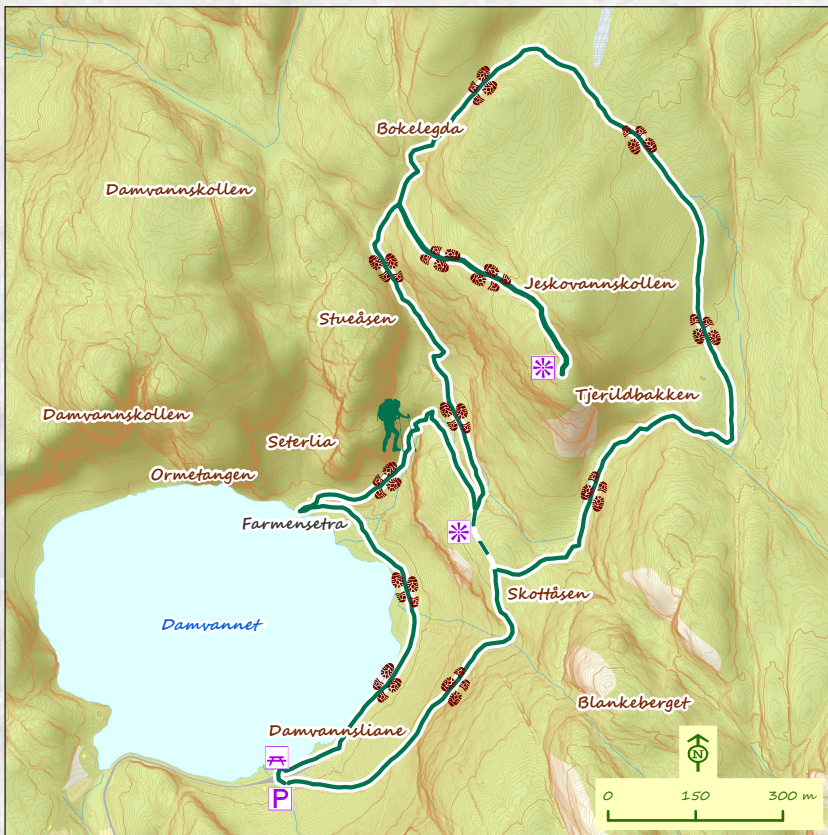 Bokelegda
Damvannskollen
Jeskovannskollen
Stueåsen
Tjerildbakken
Damvannskollen
Seterlia
Ormetangen
Farmensetra
Skottåsen
Damvannet
Blankeberget
Damvannsliane
P
N
0 150 300 m